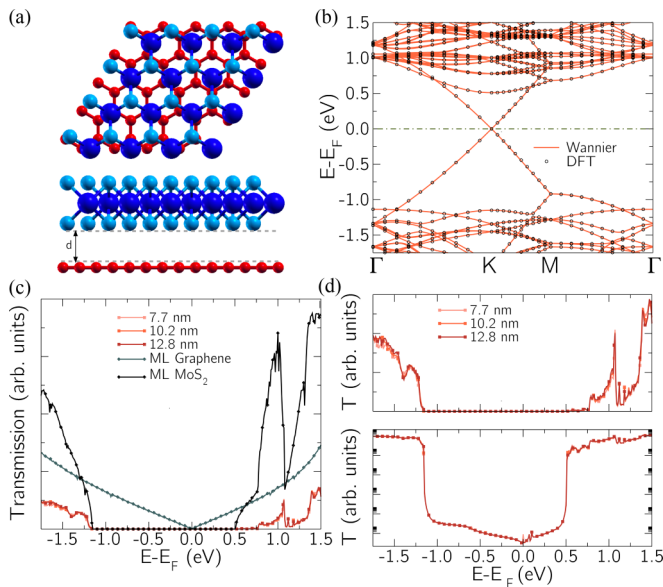 (a)
d
(b)
1.5
1.0
0.5
0.0
-0.5
-1.0
-1.5
E-E_F (eV)
Wannier
DFT
Γ K M Γ
(c)
7.7 nm
10.2 nm
12.8 nm
ML Graphene
ML MoS₂
Transmission (arb. units)
-1.5 -1.0 -0.5 0.0 0.5 1.0 1.5
E-E_F (eV)
(d)
7.7 nm
10.2 nm
12.8 nm
T (arb. units)
T (arb. units)
-1.5 -1.0 -0.5 0.0 0.5 1.0 1.5
E-E_F (eV)